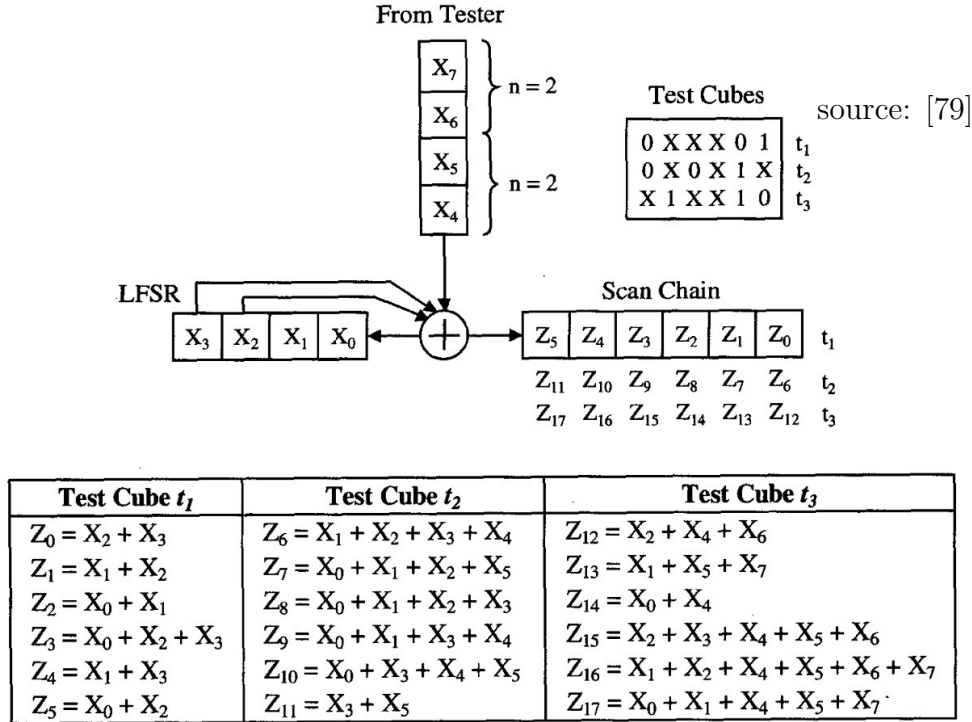 From Tester
X₇
X₆
X₅
X₄
n = 2
n = 2
Test Cubes
0 X X X 0 1 t₁
0 X 0 X 1 X t₂
X 1 X X 1 0 t₃
source: [79]
LFSR
X₃ X₂ X₁ X₀
+
Scan Chain
Z₅ Z₄ Z₃ Z₂ Z₁ Z₀ t₁
Z₁₁ Z₁₀ Z₉ Z₈ Z₇ Z₆ t₂
Z₁₇ Z₁₆ Z₁₅ Z₁₄ Z₁₃ Z₁₂ t₃
Test Cube t₁ Test Cube t₂ Test Cube t₃
Z₀ = X₂ + X₃ Z₆ = X₁ + X₂ + X₃ + X₄ Z₁₂ = X₂ + X₄ + X₆
Z₁ = X₁ + X₂ Z₇ = X₀ + X₁ + X₂ + X₅ Z₁₃ = X₁ + X₅ + X₇
Z₂ = X₀ + X₁ Z₈ = X₀ + X₁ + X₂ + X₃ Z₁₄ = X₀ + X₄
Z₃ = X₀ + X₂ + X₃ Z₉ = X₀ + X₁ + X₃ + X₄ Z₁₅ = X₂ + X₃ + X₄ + X₅ + X₆
Z₄ = X₁ + X₃ Z₁₀ = X₀ + X₃ + X₄ + X₅ Z₁₆ = X₁ + X₂ + X₄ + X₅ + X₆ + X₇
Z₅ = X₀ + X₂ Z₁₁ = X₃ + X₅ Z₁₇ = X₀ + X₁ + X₄ + X₅ + X₇